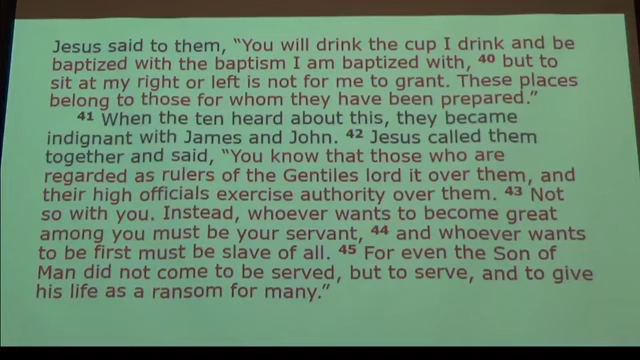 Jesus said to them, “You will drink the cup I drink and be
baptized with the baptism I am baptized with, 40 but to
sit at my right or left is not for me to grant. These places
belong to those for whom they have been prepared.”
41 When the ten heard about this, they became
indignant with James and John. 42 Jesus called them
together and said, “You know that those who are
regarded as rulers of the Gentiles lord it over them, and
their high officials exercise authority over them. 43 Not
so with you. Instead, whoever wants to become great
among you must be your servant, 44 and whoever wants
to be first must be slave of all. 45 For even the Son of
Man did not come to be served, but to serve, and to give
his life as a ransom for many.”